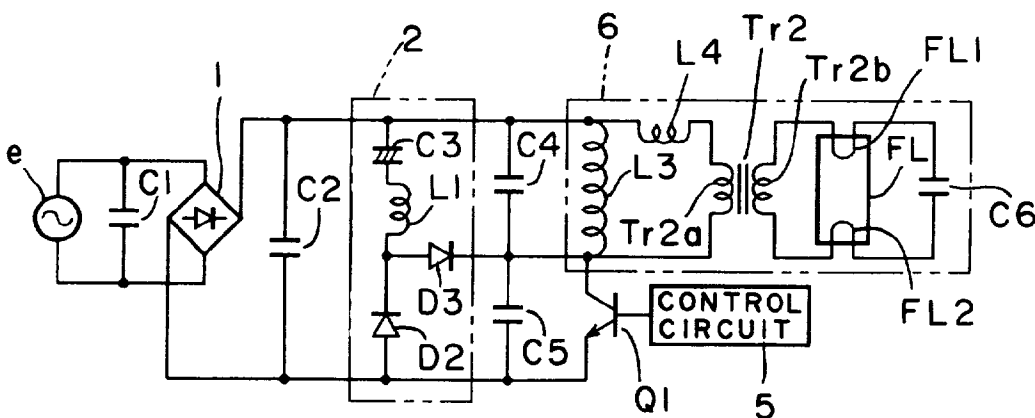 6
2
Tr2
1
L4
Tr2b
FL1
e
C1
C2
C3
L1
C4
L3
Tr2a
FL
C6
D3
D2
C5
CONTROL
CIRCUIT
FL2
Q1
5